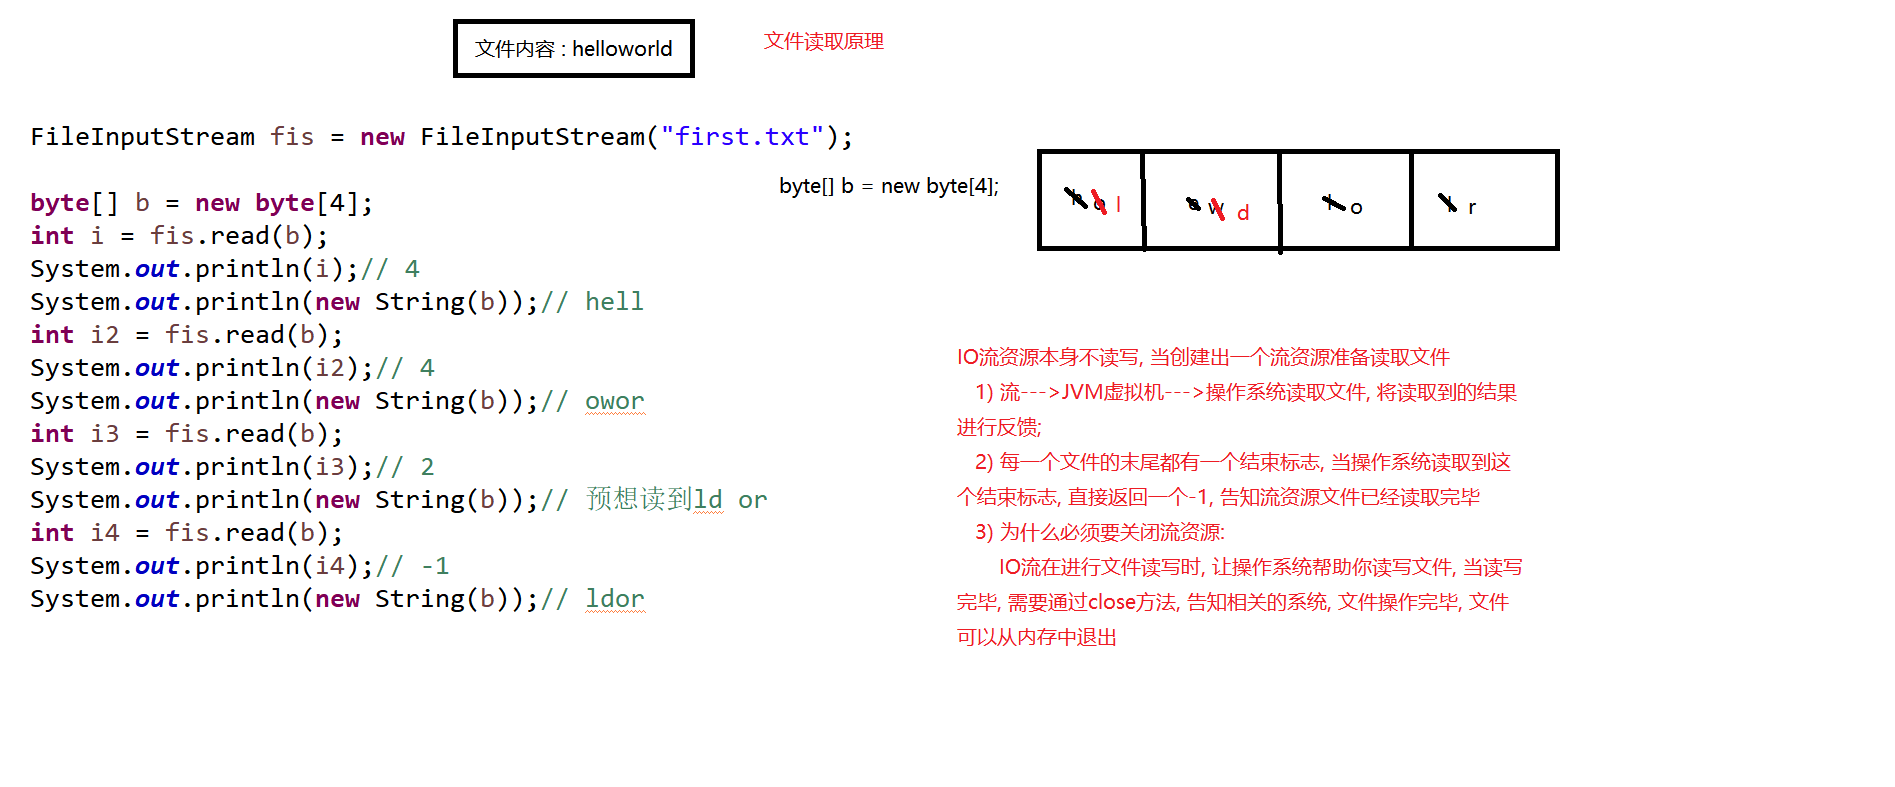 文件内容 : helloworld
文件读取原理
FileInputStream fis = new FileInputStream("first.txt");
byte[] b = new byte[4];
int i = fis.read(b);
System.out.println(i);// 4
System.out.println(new String(b));// hell
int i2 = fis.read(b);
System.out.println(i2);// 4
System.out.println(new String(b));// owor
int i3 = fis.read(b);
System.out.println(i3);// 2
System.out.println(new String(b));// 预想读到ld or
int i4 = fis.read(b);
System.out.println(i4);// -1
System.out.println(new String(b));// ldor
byte[] b = new byte[4];
h o l e w d l o l r
IO流资源本身不读写, 当创建出一个流资源准备读取文件
1) 流--->JVM虚拟机--->操作系统读取文件, 将读取到的结果
进行反馈;
2) 每一个文件的末尾都有一个结束标志, 当操作系统读取到这
个结束标志, 直接返回一个-1, 告知流资源文件已经读取完毕
3) 为什么必须要关闭流资源:
IO流在进行文件读写时, 让操作系统帮助你读写文件, 当读写
完毕, 需要通过close方法, 告知相关的系统, 文件操作完毕, 文件
可以从内存中退出